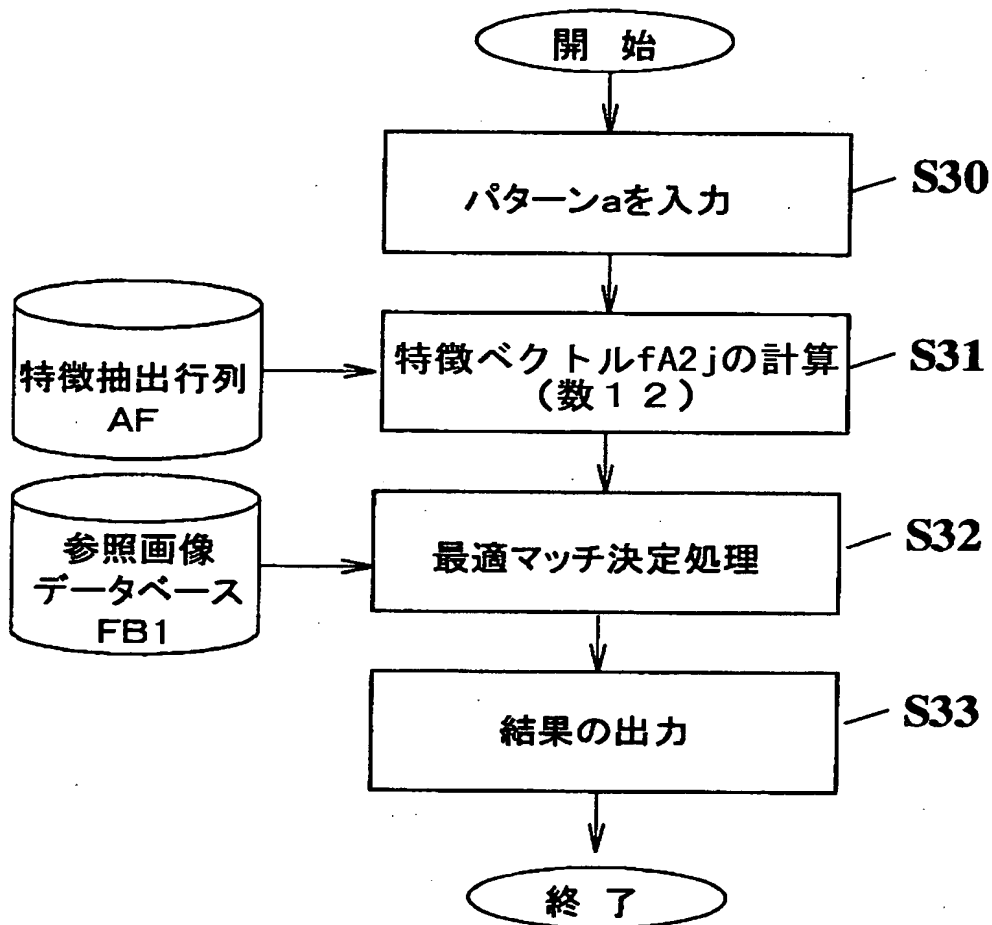 開 始
パターンaを入力
S30
特徴抽出行列
AF
特徴ベクトルfA2jの計算
(数12)
S31
参照画像
データベース
FB1
最適マッチ決定処理
S32
結果の出力
S33
終 了